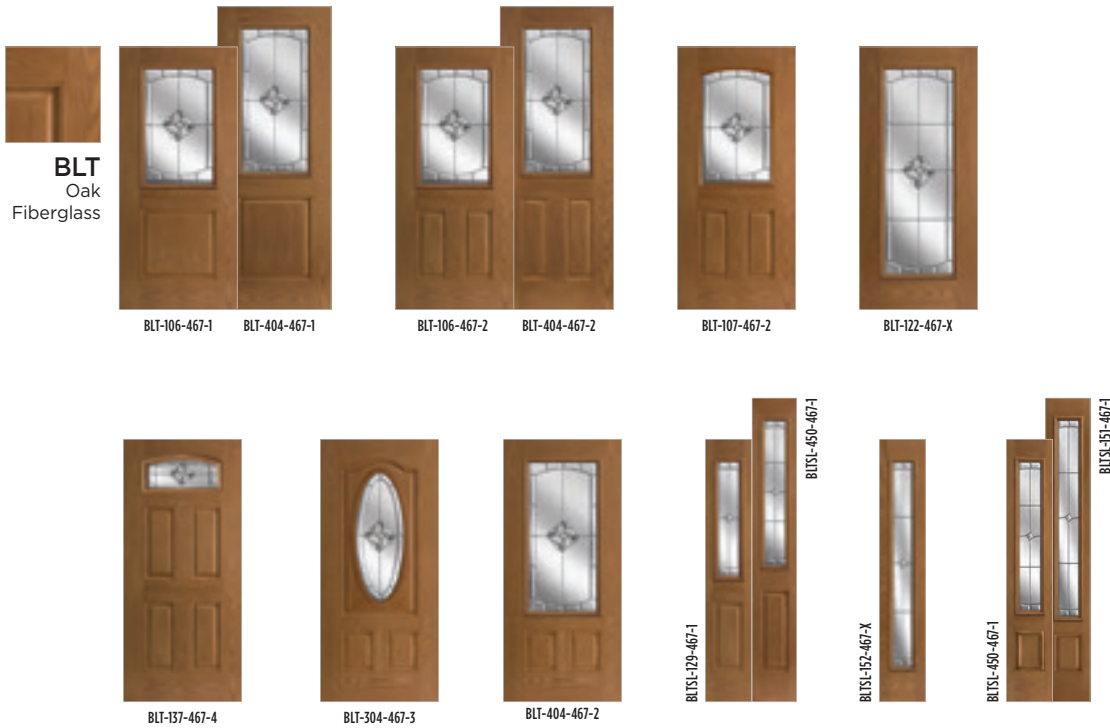 BLT
Oak
Fiberglass
BLT-106-467-1
BLT-404-467-1
BLT-106-467-2
BLT-404-467-2
BLT-107-467-2
BLT-122-467-X
BLT-137-467-4
BLT-304-467-3
BLT-404-467-2
BLTSL-129-467-1
BLTSL-450-467-1
BLTSL-152-467-X
BLTSL-450-467-1
BLTSL-151-467-1